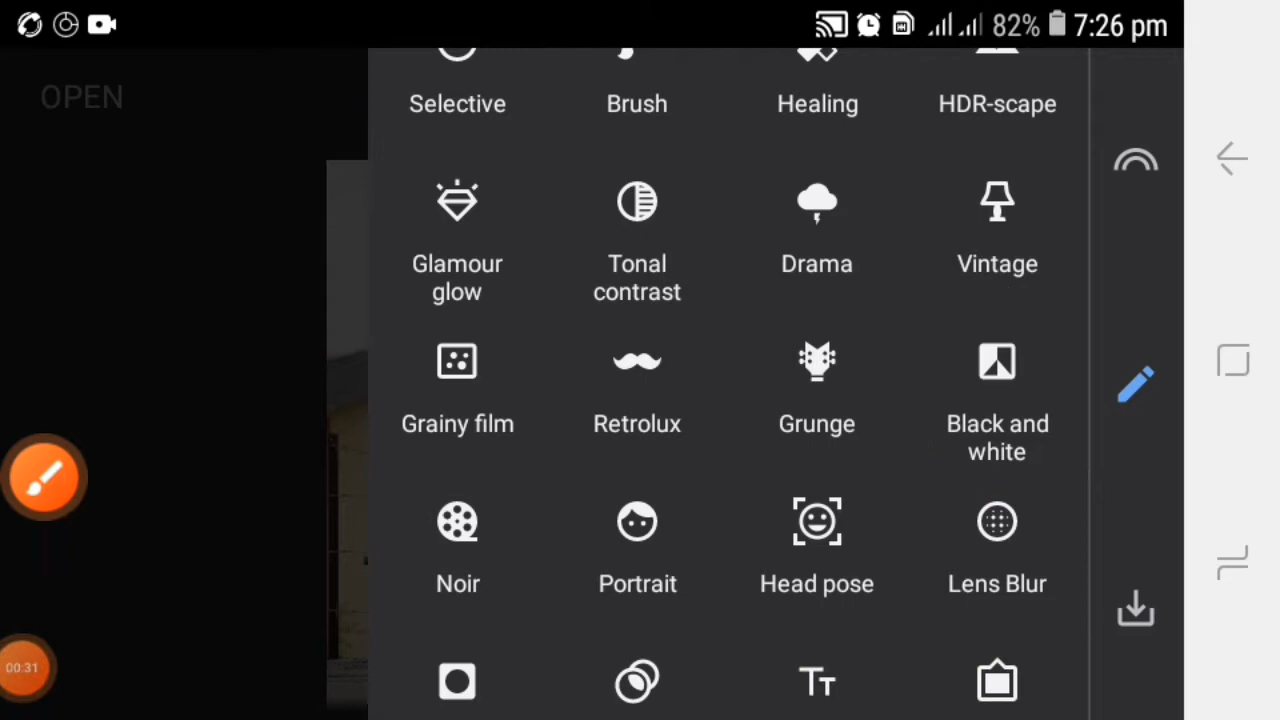 82% 7:26 pm
OPEN
Selective Brush Healing HDR-scape
Glamour glow
Tonal contrast
Drama
Vintage
Grainy film
Retrolux
Grunge
Black and white
Noir Portrait Head pose Lens Blur
Tт
00:31